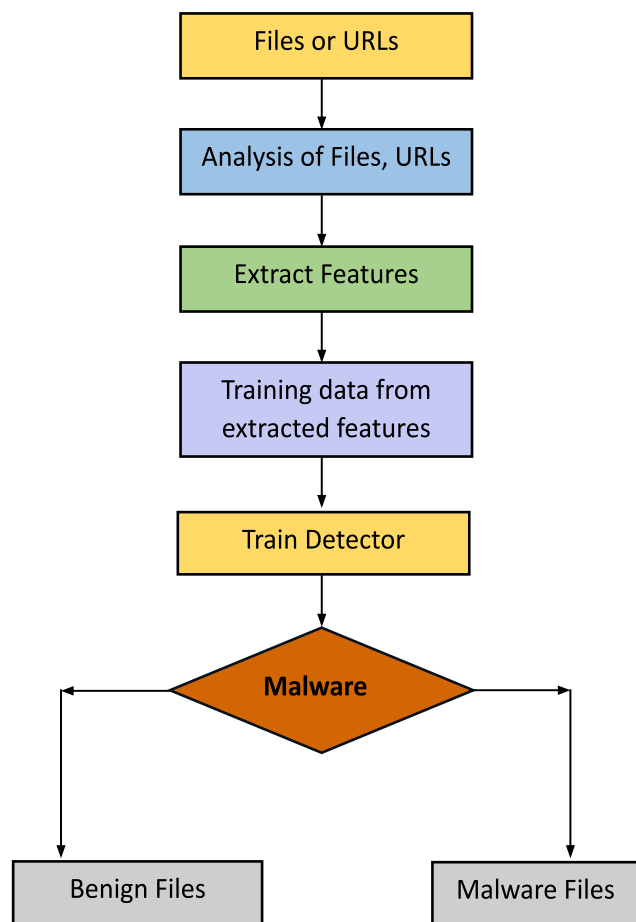 Files or URLs
Analysis of Files, URLs
Extract Features
Training data from
extracted features
Train Detector
Malware
Benign Files
Malware Files